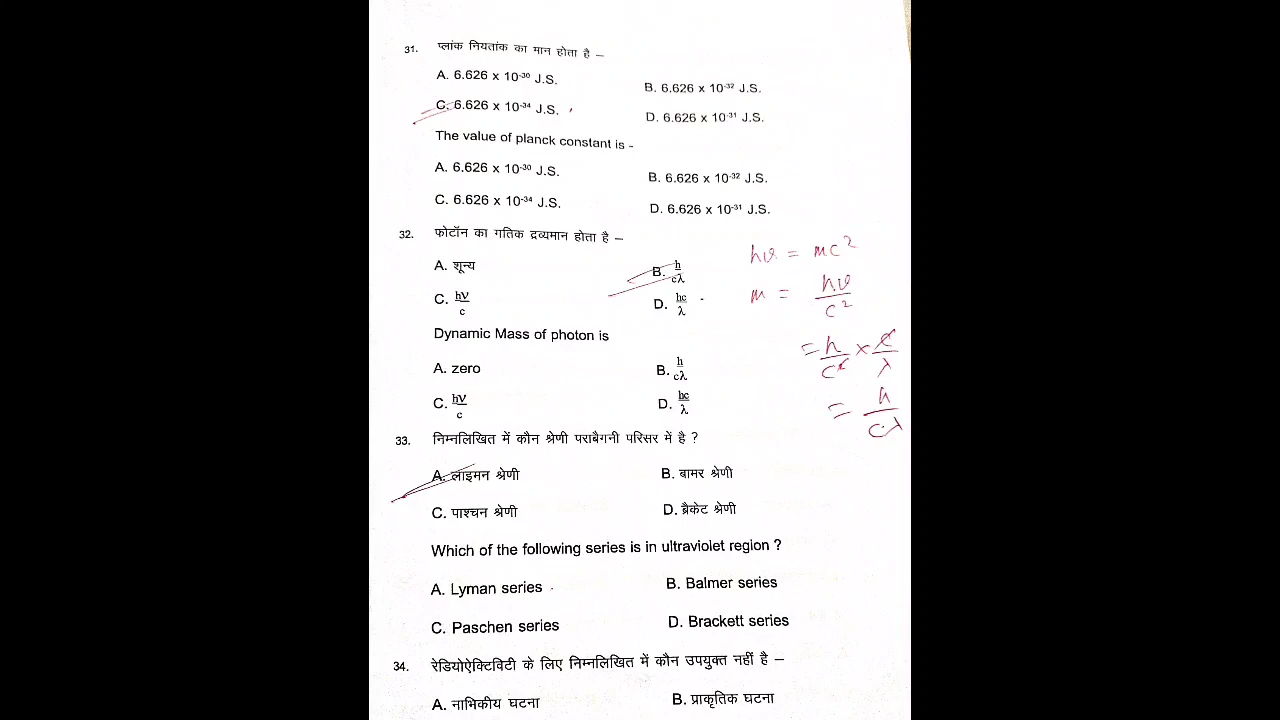 31. प्लांक नियतांक का मान होता है –
A. 6.626 x 10⁻³⁰ J.S. B. 6.626 x 10⁻³² J.S.
C. 6.626 x 10⁻³⁴ J.S. D. 6.626 x 10⁻³¹ J.S.
The value of planck constant is -
A. 6.626 x 10⁻³⁰ J.S. B. 6.626 x 10⁻³² J.S.
C. 6.626 x 10⁻³⁴ J.S. D. 6.626 x 10⁻³¹ J.S.
32. फोटॉन का गतिक द्रव्यमान होता है –
A. शून्य B. h/cλ
C. hν/c D. hc/λ
Dynamic Mass of photon is
A. zero B. h/cλ
C. hν/c D. hc/λ
hν = mc²
m = hν/c²
= h/c² × c/λ
= h/cλ
33. निम्नलिखित में कौन श्रेणी पराबैगनी परिसर में है ?
A. लाइमन श्रेणी B. बामर श्रेणी
C. पाश्चन श्रेणी D. ब्रैकेट श्रेणी
Which of the following series is in ultraviolet region ?
A. Lyman series B. Balmer series
C. Paschen series D. Brackett series
34. रेडियोऐक्टिविटी के लिए निम्नलिखित में कौन उपयुक्त नहीं है –
A. नाभिकीय घटना B. प्राकृतिक घटना